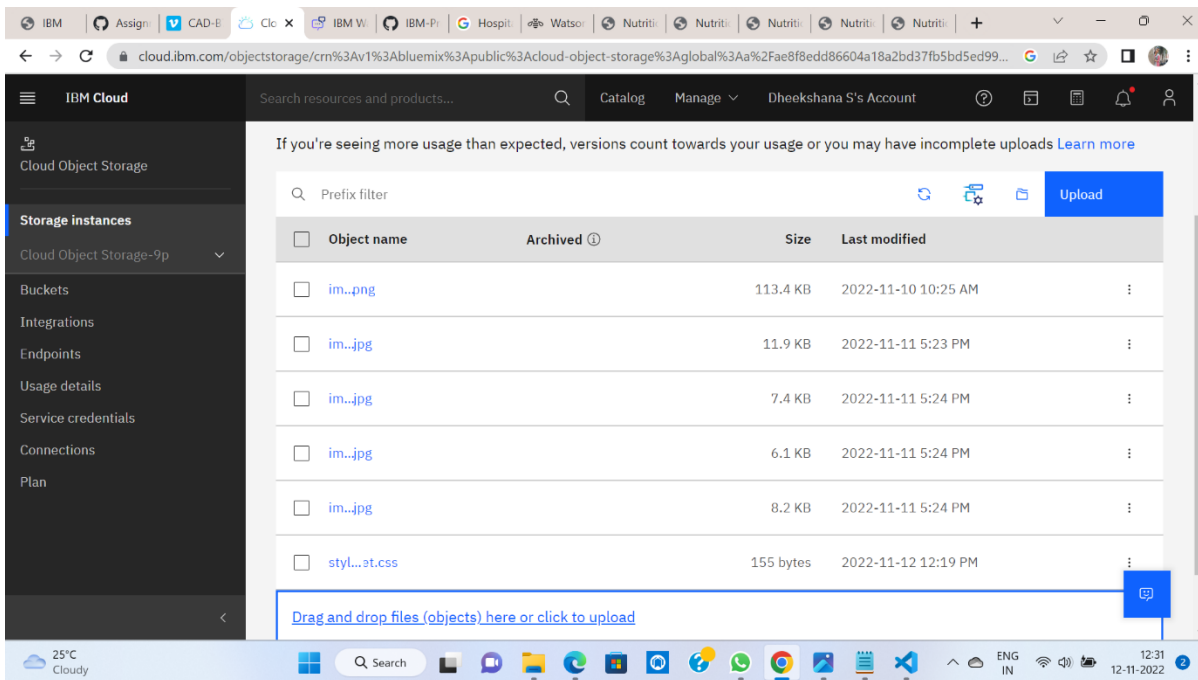 IBM Assign CAD-B Clo IBM W IBM-Pr Hospit Watsor Nutriti Nutriti Nutriti Nutriti Nutriti
cloud.ibm.com/objectstorage/crn%3Av1%3Abluemix%3Apublic%3Acloud-object-storage%3Aglobal%3Aa%2Fae8f8edd86604a18a2bd37fb5bd5ed99...
IBM Cloud Search resources and products... Catalog Manage Dheekshana S's Account
Cloud Object Storage
If you're seeing more usage than expected, versions count towards your usage or you may have incomplete uploads Learn more
Prefix filter Upload
Storage instances
Cloud Object Storage-9p
Buckets
Integrations
Endpoints
Usage details
Service credentials
Connections
Plan
Object name Archived Size Last modified
im...png 113.4 KB 2022-11-10 10:25 AM
im...jpg 11.9 KB 2022-11-11 5:23 PM
im...jpg 7.4 KB 2022-11-11 5:24 PM
im...jpg 6.1 KB 2022-11-11 5:24 PM
im...jpg 8.2 KB 2022-11-11 5:24 PM
styl...et.css 155 bytes 2022-11-12 12:19 PM
Drag and drop files (objects) here or click to upload
25°C
Cloudy
Search
ENG
IN
12:31
12-11-2022
2